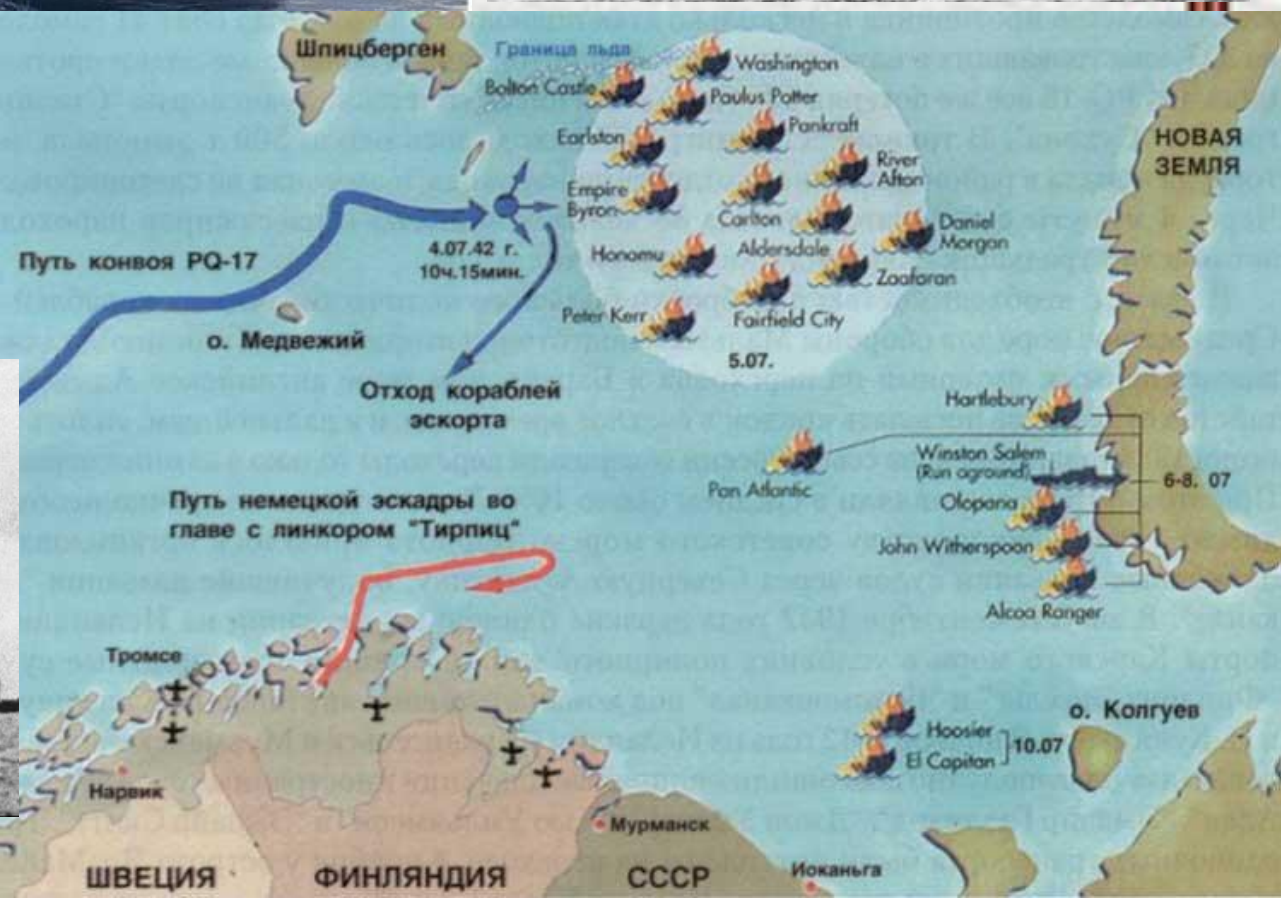 Шпицберген
Граница льда
Washington
Bolton Castle
Paulus Potter
Earlston
Pankraft
River
Afton
НОВАЯ
ЗЕМЛЯ
Empire
Byron
Carlton
Daniel
Morgan
4.07.42 г.
10ч.15мин.
Honomu
Aldersdale
Zaafaran
Путь конвоя PQ-17
Peter Kerr
Fairfield City
о. Медвежий
5.07.
Отход кораблей
эскорта
Hartlebury
Winston Salem
(Run aground)
6-8. 07
Pan Atlantic
Olopana
Путь немецкой эскадры во
главе с линкором "Тирпиц"
John Witherspoon
Alcoa Ranger
Тромсе
о. Колгуев
Hoosier
10.07
El Capitan
Нарвик
Мурманск
ШВЕЦИЯ
ФИНЛЯНДИЯ
СССР
Иоканьга